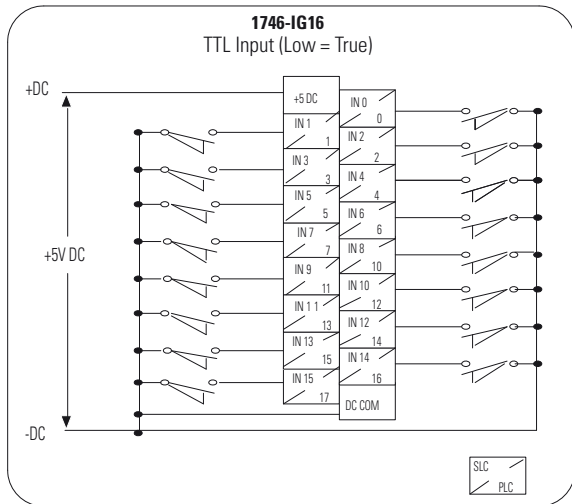 1746-IG16
TTL Input (Low = True)
+DC
+5 DC
IN 0
0
IN 1
1
IN 2
2
IN 3
3
IN 4
4
IN 5
5
IN 6
6
IN 7
7
+5V DC
IN 8
10
IN 9
11
IN 10
12
IN 1 1
13
IN 12
14
IN 13
15
IN 14
16
IN 15
17
DC COM
-DC
SLC
PLC